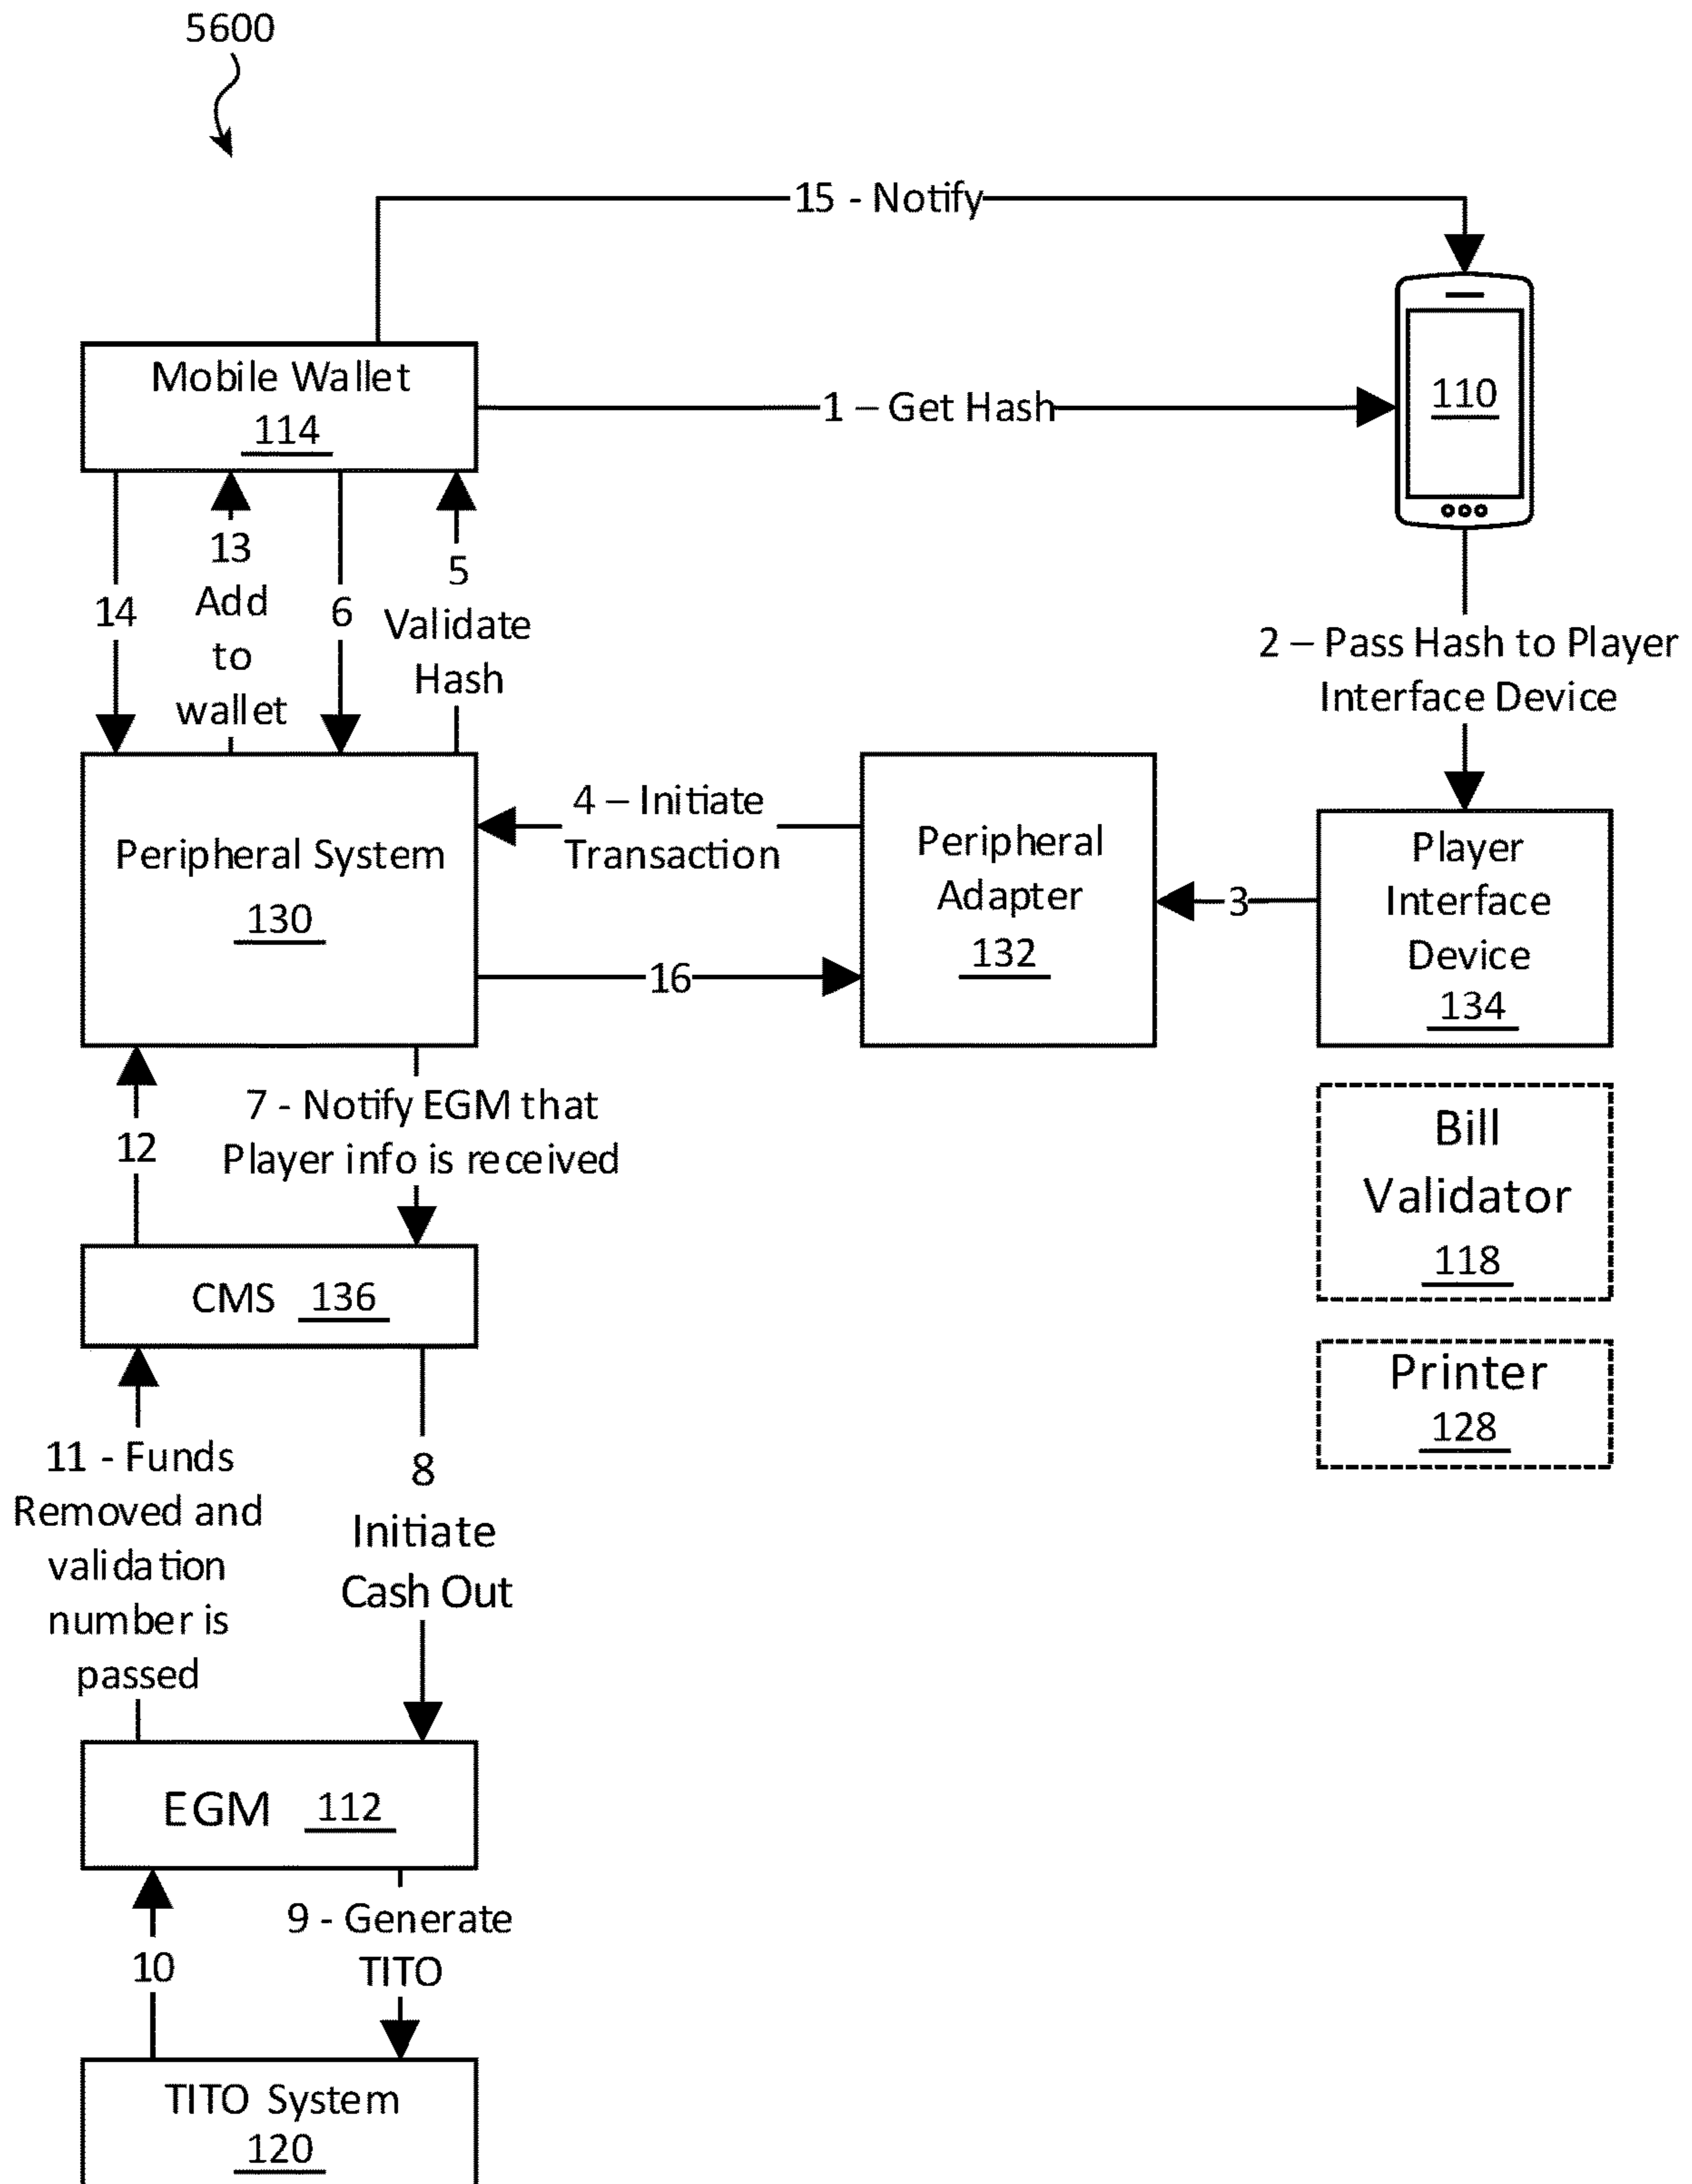 5600
15 - Notify
Mobile Wallet
114
1 – Get Hash
110
14
13
Add
to
wallet
6
5
Validate
Hash
2 – Pass Hash to Player
Interface Device
Peripheral System
130
4 – Initiate
Transaction
16
Peripheral
Adapter
132
3
Player
Interface
Device
134
12
7 - Notify EGM that
Player info is received
Bill
Validator
118
CMS 136
Printer
128
11 - Funds
Removed and
validation
number is
passed
8
Initiate
Cash Out
EGM 112
10
9 - Generate
TITO
TITO System
120